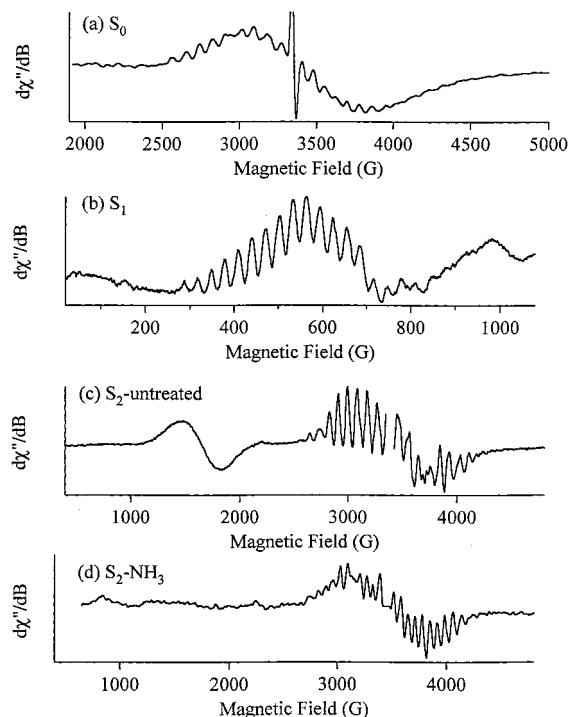 (a) S₀
dχ"/dB
2000 2500 3000 3500 4000 4500 5000
Magnetic Field (G)
(b) S₁
dχ"/dB
200 400 600 800 1000
Magnetic Field (G)
(c) S₂-untreated
dχ"/dB
1000 2000 3000 4000
Magnetic Field (G)
(d) S₂-NH₃
dχ"/dB
1000 2000 3000 4000
Magnetic Field (G)